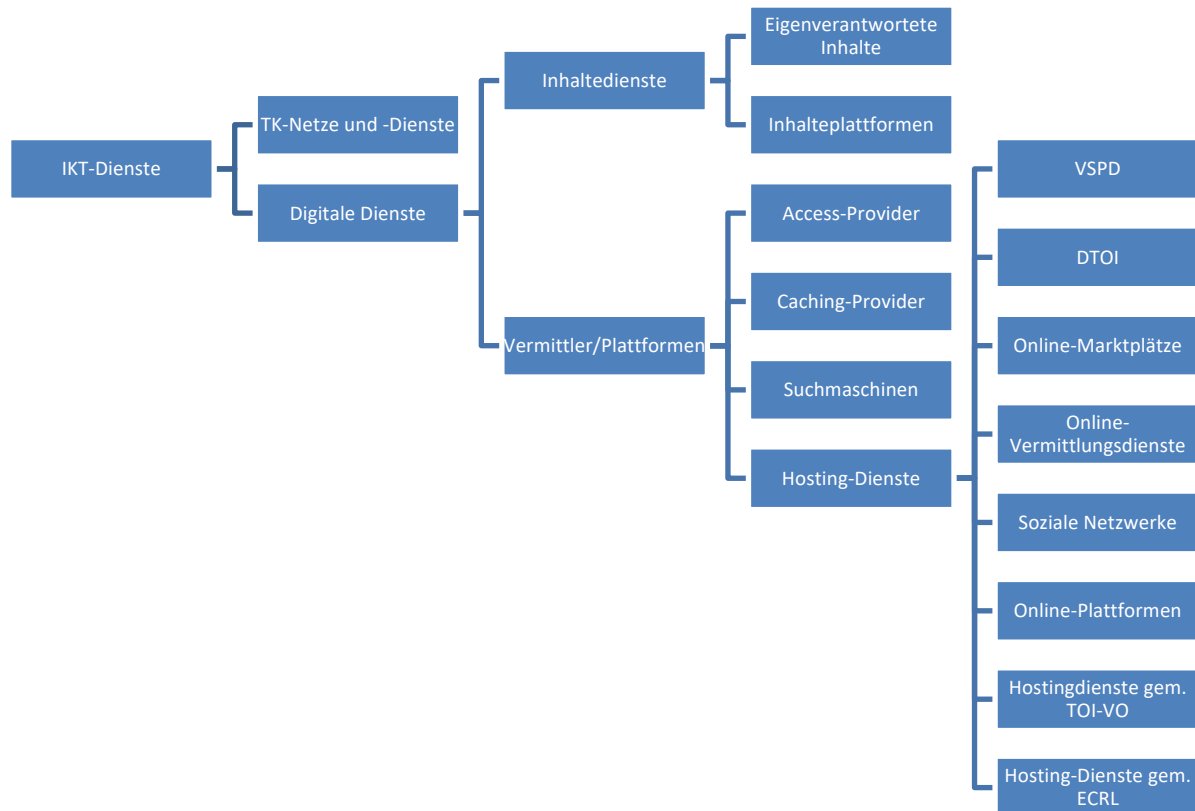 IKT-Dienste
TK-Netze und -Dienste
Digitale Dienste
Inhaltedienste
Vermittler/Plattformen
Eigenverantwortete
Inhalte
Inhalteplattformen
Access-Provider
Caching-Provider
Suchmaschinen
Hosting-Dienste
VSPD
DTOI
Online-Marktplätze
Online-
Vermittlungsdienste
Soziale Netzwerke
Online-Plattformen
Hostingdienste gem.
TOI-VO
Hosting-Dienste gem.
ECRL